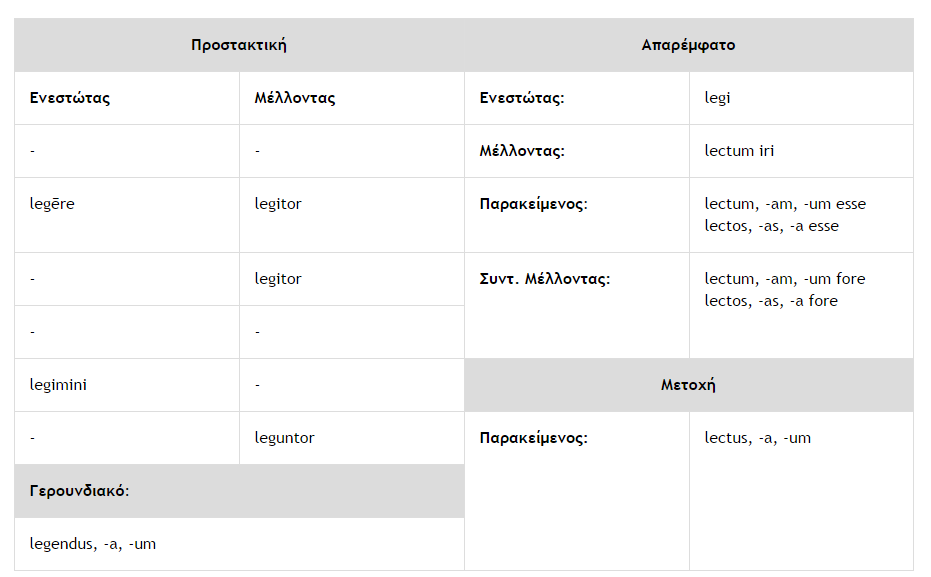 Προστακτική Απαρέμφατο
Ενεστώτας Μέλλοντας Ενεστώτας: legi
- - Μέλλοντας: lectum iri
legēre legitor Παρακείμενος: lectum, -am, -um esse
lectos, -as, -a esse
- legitor Συντ. Μέλλοντας: lectum, -am, -um fore
lectos, -as, -a fore
- -
legimini - Μετοχή
- leguntor Παρακείμενος: lectus, -a, -um
Γερουνδιακό:
legendus, -a, -um